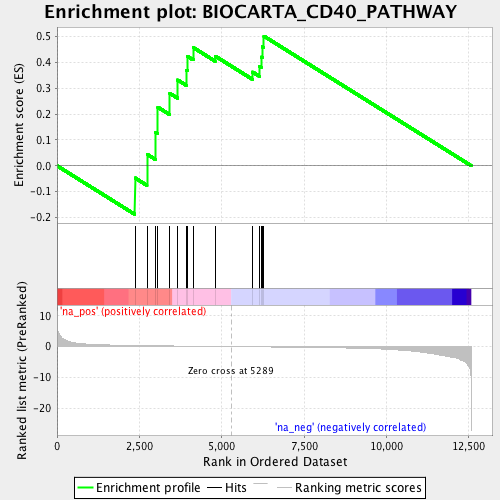 Enrichment plot: BIOCARTA_CD40_PATHWAY
Enrichment score (ES)
0.5
0.4
0.3
0.2
0.1
0.0
-0.1
-0.2
'na_pos' (positively correlated)
Ranked list metric (PreRanked)
10
5
0
-5
-10
-20
Zero cross at 5289
'na_neg' (negatively correlated)
0
2,500
5,000
7,500
10,000
12,500
Rank in Ordered Dataset
Enrichment profile
Hits
Ranking metric scores